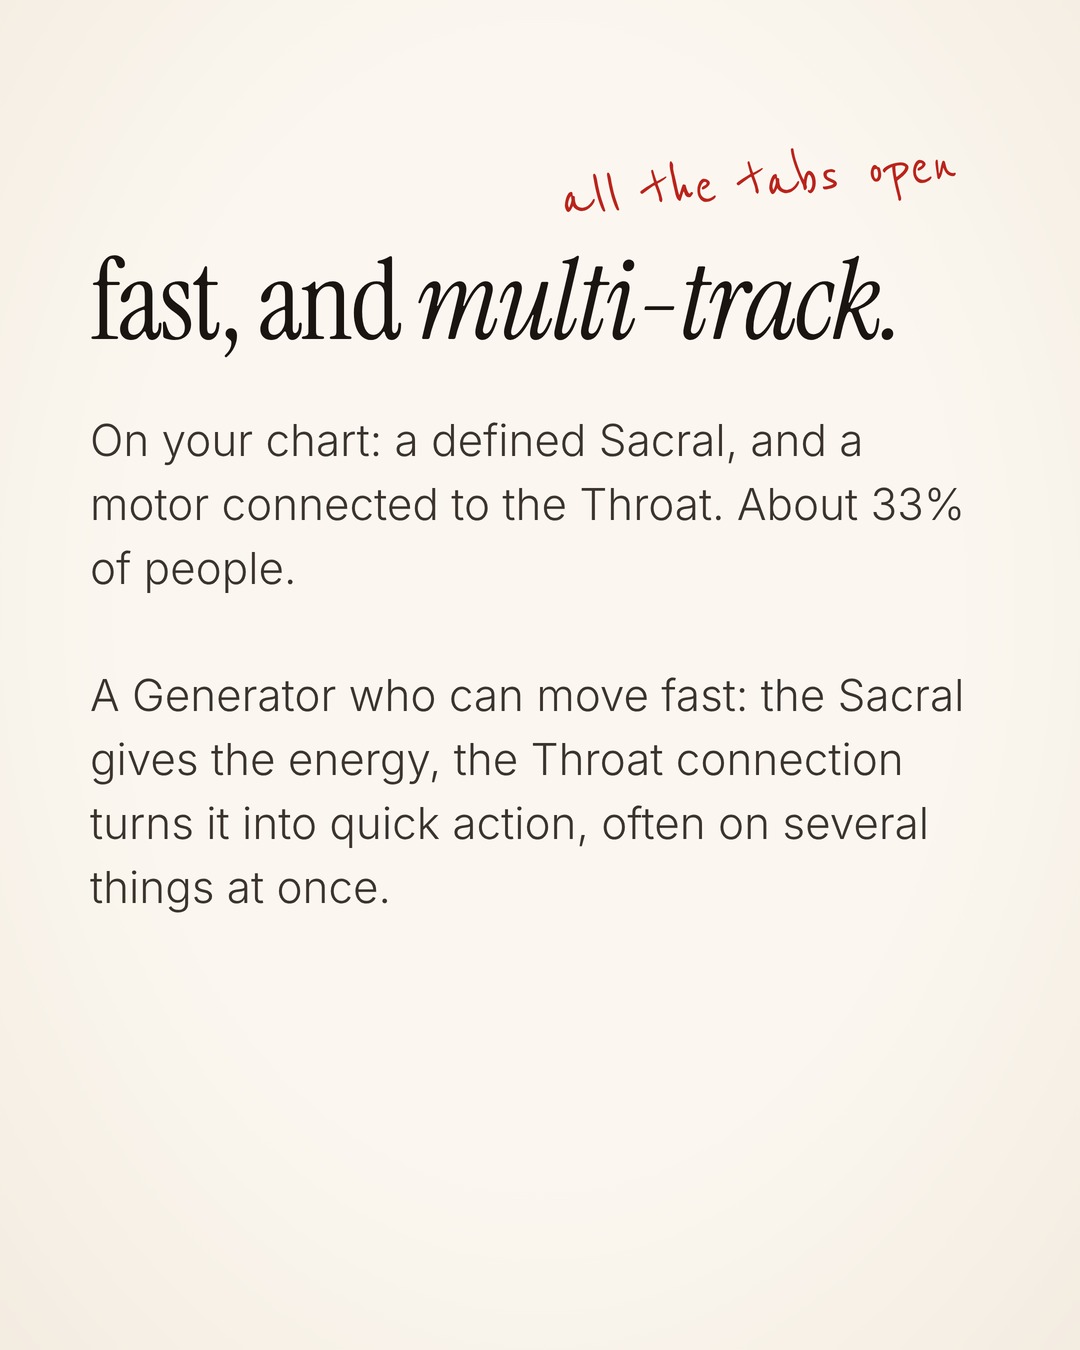 all the tabs open
fast, and multi-track.
On your chart: a defined Sacral, and a
motor connected to the Throat. About 33%
of people.
A Generator who can move fast: the Sacral
gives the energy, the Throat connection
turns it into quick action, often on several
things at once.